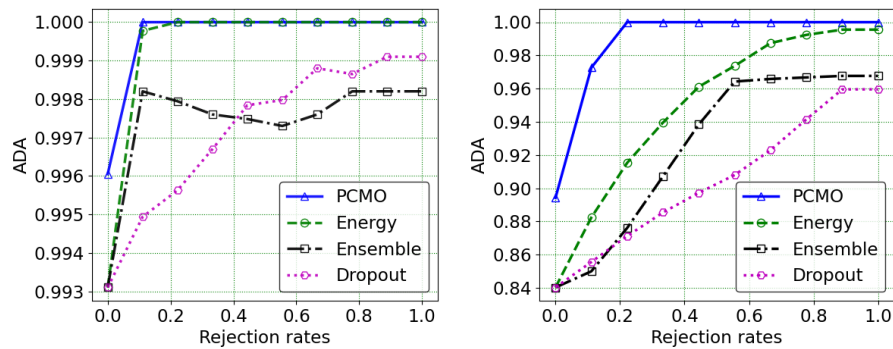 1.000
0.999
0.998
0.997
0.996
0.995
0.994
0.993
ADA
0.0 0.2 0.4 0.6 0.8 1.0
Rejection rates
PCMO
Energy
Ensemble
Dropout
1.00
0.98
0.96
0.94
0.92
0.90
0.88
0.86
0.84
ADA
0.0 0.2 0.4 0.6 0.8 1.0
Rejection rates
PCMO
Energy
Ensemble
Dropout